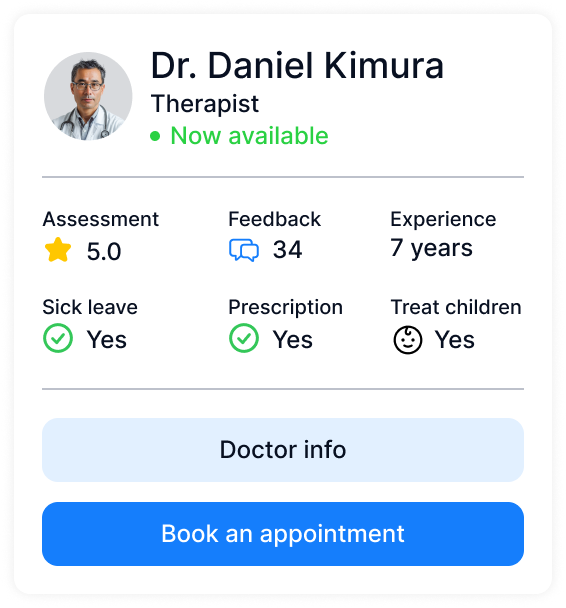 Dr. Daniel Kimura
Therapist
Now available
Assessment
5.0
Feedback
34
Experience
7 years
Sick leave
Yes
Prescription
Yes
Treat children
Yes
Doctor info
Book an appointment